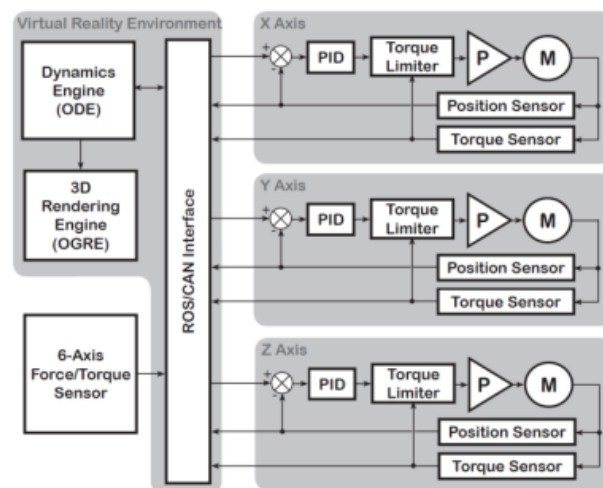 Virtual Reality Environment
Dynamics
Engine
(ODE)
3D
Rendering
Engine
(OGRE)
6-Axis
Force/Torque
Sensor
ROS/CAN Interface
X Axis
+
-
PID
Torque
Limiter
P
M
Position Sensor
Torque Sensor
Y Axis
+
-
PID
Torque
Limiter
P
M
Position Sensor
Torque Sensor
Z Axis
+
-
PID
Torque
Limiter
P
M
Position Sensor
Torque Sensor